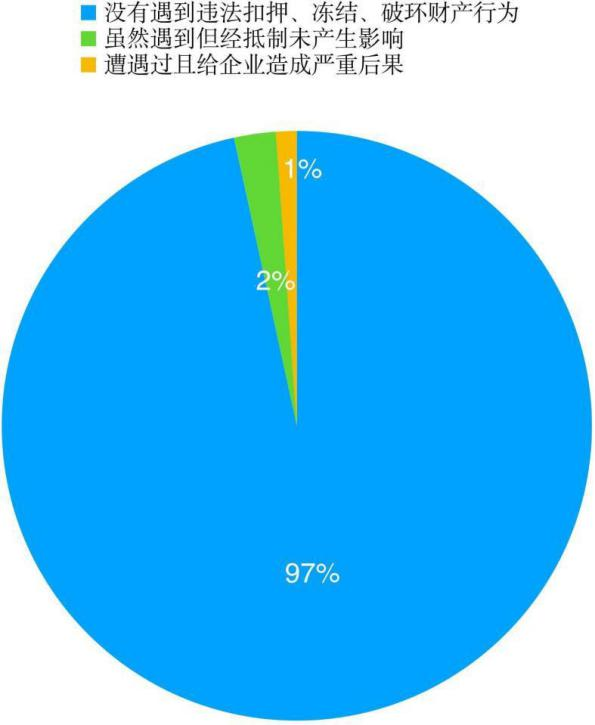 没有遇到违法扣押、冻结、破环财产行为
虽然遇到但经抵制未产生影响
遭遇过且给企业造成严重后果
1%
2%
97%